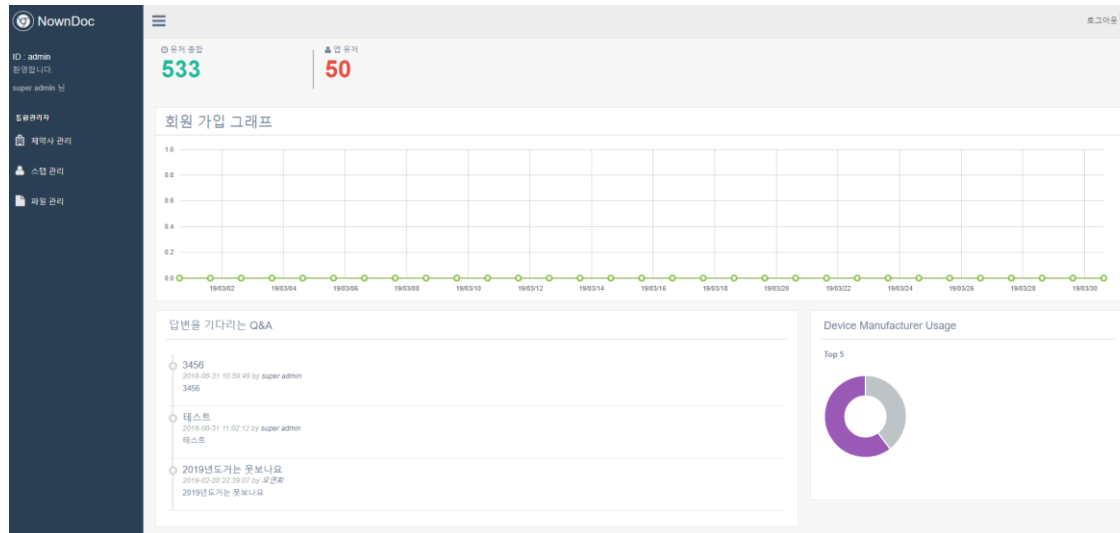 NownDoc
로그아웃
ID : admin
환영합니다
super admin 님
통합관리자
제약사 관리
스텝 관리
파일 관리
유저 총합
533
앱 유저
50
회원 가입 그래프
1.0
0.8
0.6
0.4
0.2
0.0
19/03/02 19/03/04 19/03/06 19/03/08 19/03/10 19/03/12 19/03/14 19/03/16 19/03/18 19/03/20 19/03/22 19/03/24 19/03/26 19/03/28 19/03/30
답변을 기다리는 Q&A
3456
2018-08-31 10:59:49 by super admin
3456
테스트
2018-08-31 11:02:12 by super admin
테스트
2019년도거는 못보나요
2019-02-20 22:39:07 by
2019년도거는 못보나요
Device Manufacturer Usage
Top 5